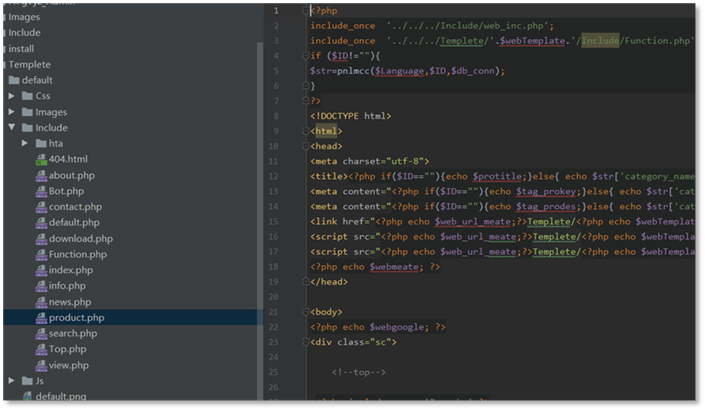 Images
Include
install
Templete
default
Css
Images
Include
hta
404.html
about.php
Bot.php
contact.php
default.php
download.php
Function.php
index.php
info.php
news.php
product.php
search.php
Top.php
view.php
Js
default.png
1 <?php
2 include_once '../../../Include/web_inc.php';
3 include_once '../../../Templete/'.$webTemplate.'/Include/Function.php'
4 if ($ID!=""){
5 $str=pnlmcc($Language,$ID,$db_conn);
6 }
7 ?>
8 <!DOCTYPE html>
9 <html>
10 <head>
11 <meta charset="utf-8">
12 <title><?php if($ID==""){echo $protitle;}else{ echo $str['category_name
13 <meta content="<?php if($ID==""){echo $tag_prokey;}else{ echo $str['cat
14 <meta content="<?php if($ID==""){echo $tag_prodes;}else{ echo $str['cat
15 <link href="<?php echo $web_url_meate;?>Templete/<?php echo $webTemplat
16 <script src="<?php echo $web_url_meate;?>Templete/<?php echo $webTempla
17 <script src="<?php echo $web_url_meate;?>Templete/<?php echo $webTempla
18 <?php echo $webmeate; ?>
19 </head>
20
21 <body>
22 <?php echo $webgoogle; ?>
23 <div class="sc">
24
25 <!--top-->
26